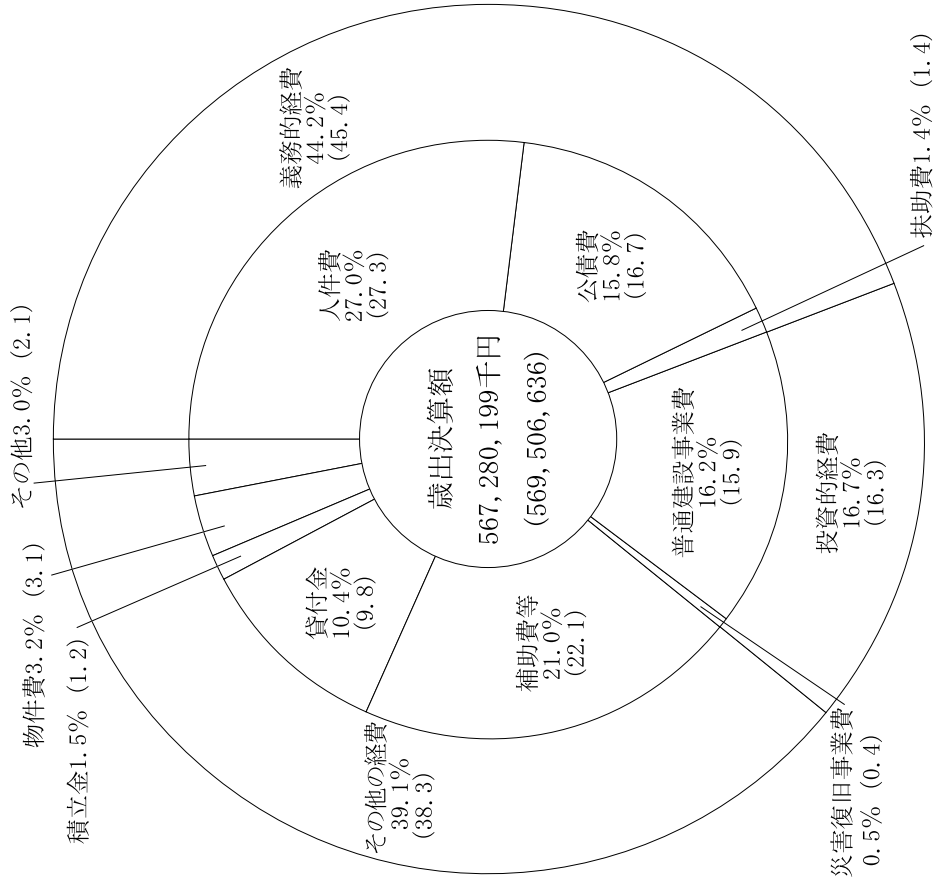 歳出決算額
567,280,199千円
(569,506,636)
義務的経費
44.2%
(45.4)
人件費
27.0%
(27.3)
公債費
15.8%
(16.7)
扶助費1.4% (1.4)
投資的経費
16.7%
(16.3)
普通建設事業費
16.2%
(15.9)
災害復旧事業費
0.5% (0.4)
その他の経費
39.1%
(38.3)
補助費等
21.0%
(22.1)
貸付金
10.4%
(9.8)
積立金1.5% (1.2)
物件費3.2% (3.1)
その他3.0% (2.1)